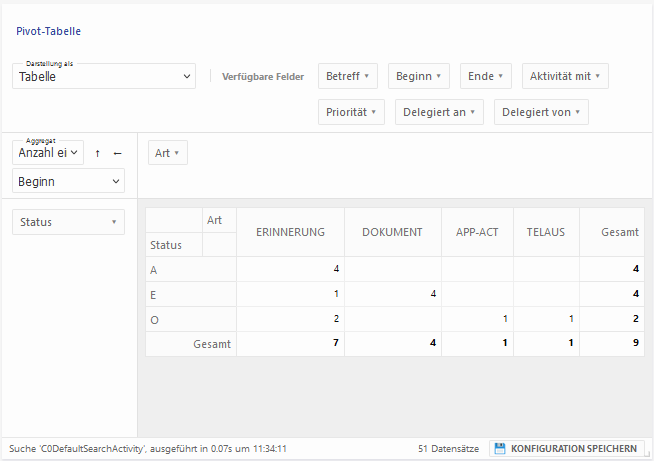 Pivot-Tabelle
Darstellung als
Tabelle
Verfügbare Felder
Betreff
Beginn
Ende
Aktivität mit
Priorität
Delegiert an
Delegiert von
Aggregat
Anzahl ei
↑ ←
Art
Beginn
Status
Art
ERINNERUNG DOKUMENT APP-ACT TELAUS Gesamt
Status
A 4 4
E 1 4 4
O 2 1 1 2
Gesamt 7 4 1 1 9
Suche 'C0DefaultSearchActivity', ausgeführt in 0.07s um 11:34:11
51 Datensätze
KONFIGURATION SPEICHERN